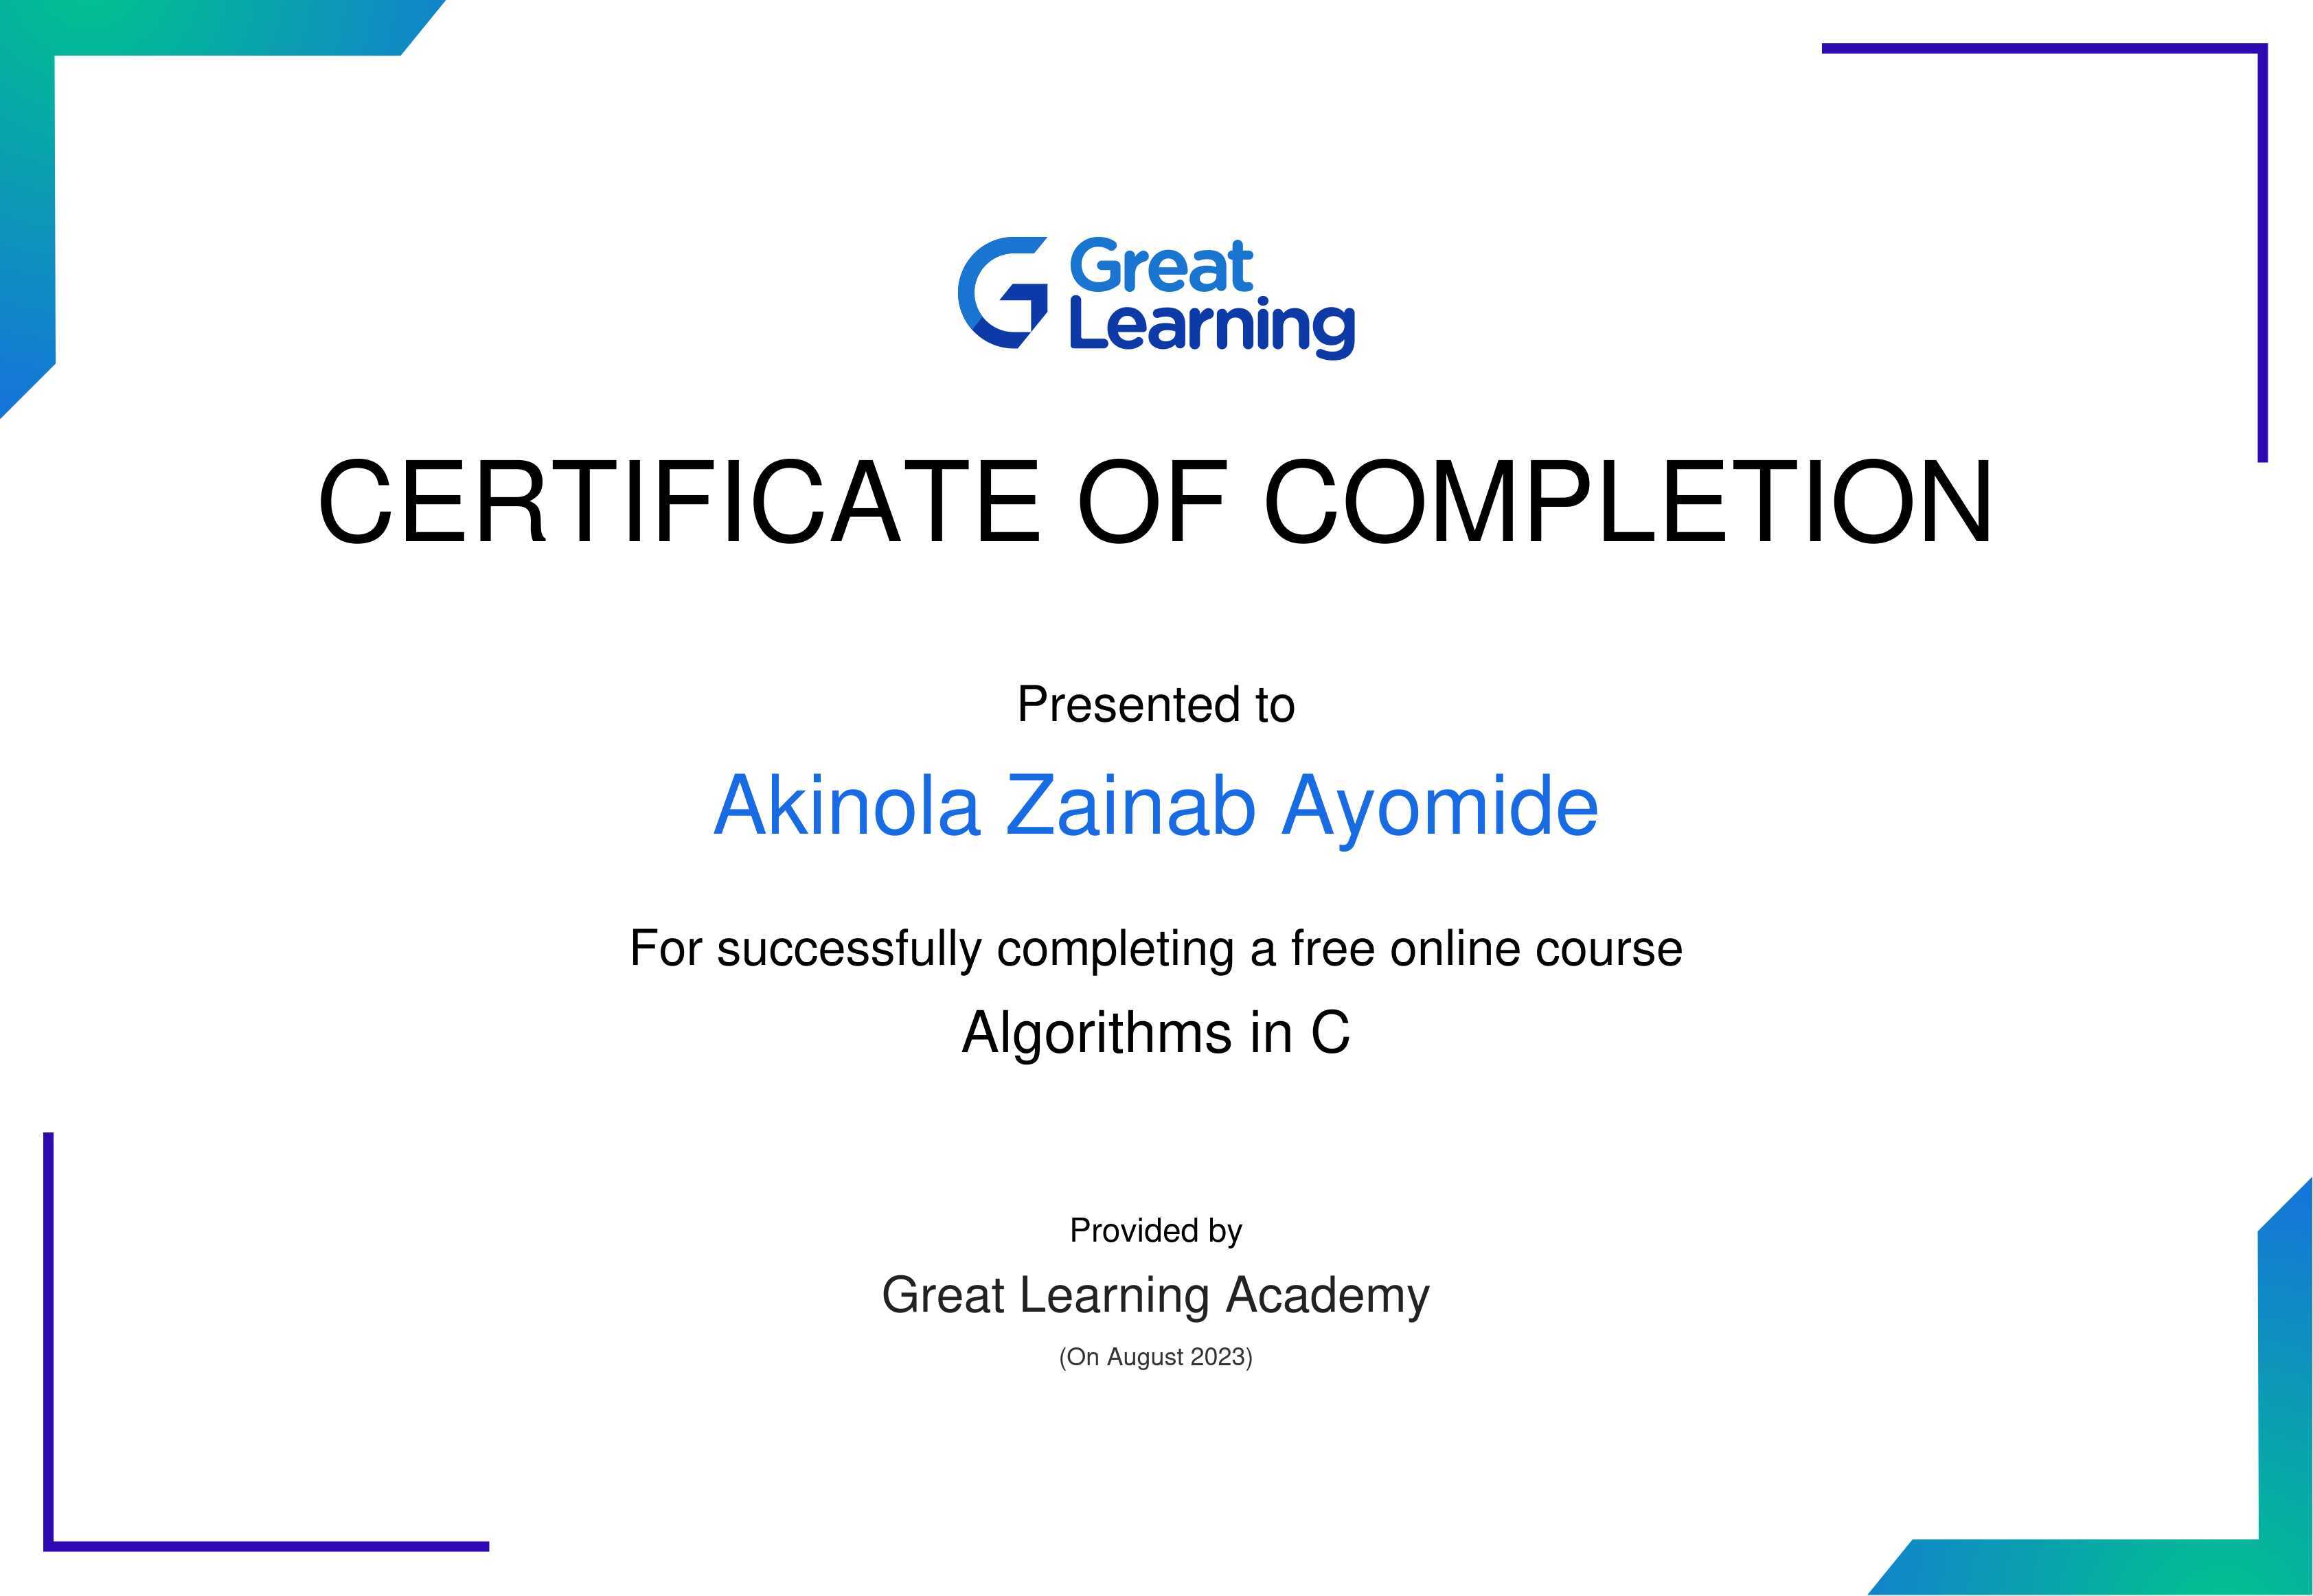 Great
Learning
CERTIFICATE OF COMPLETION
Presented to
Akinola Zainab Ayomide
For successfully completing a free online course
Algorithms in C
Provided by
Great Learning Academy
(On August 2023)